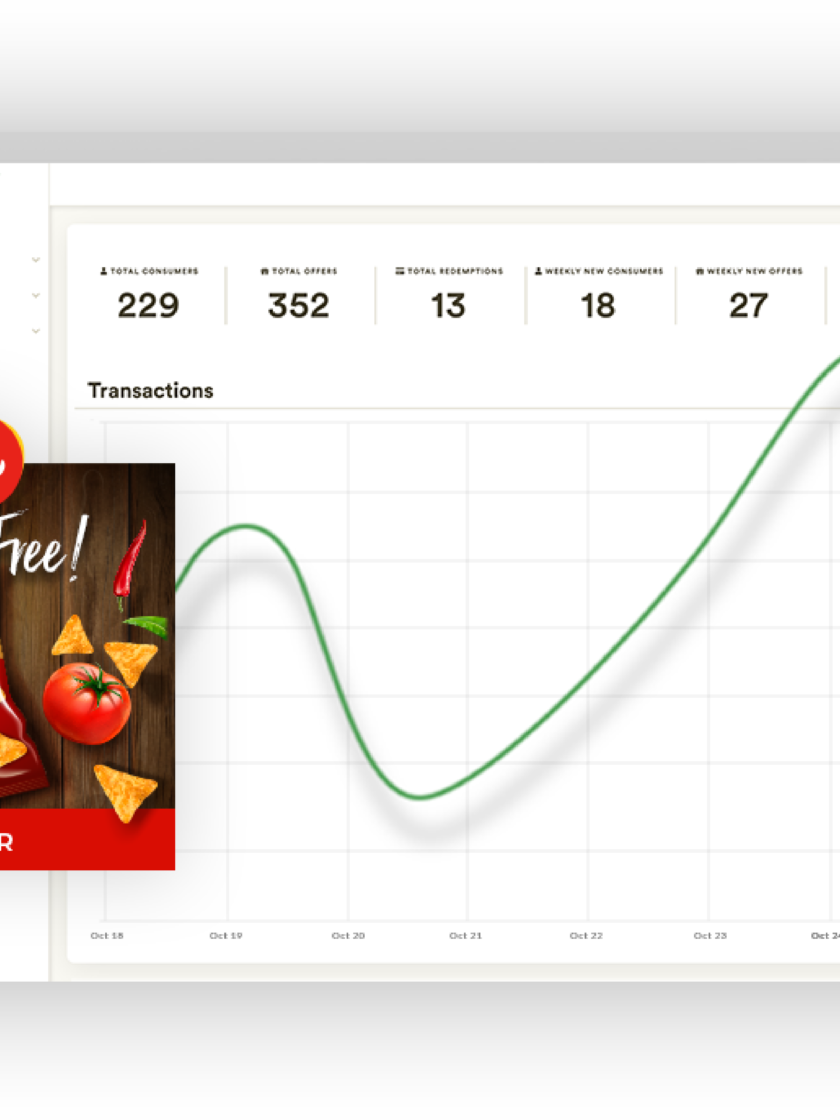 TOTAL CONSUMERS
229
TOTAL OFFERS
352
TOTAL REDEMPTIONS
13
WEEKLY NEW CONSUMERS
18
WEEKLY NEW OFFERS
27
Transactions
Free!
R
Oct 18
Oct 19
Oct 20
Oct 21
Oct 22
Oct 23
Oct 24